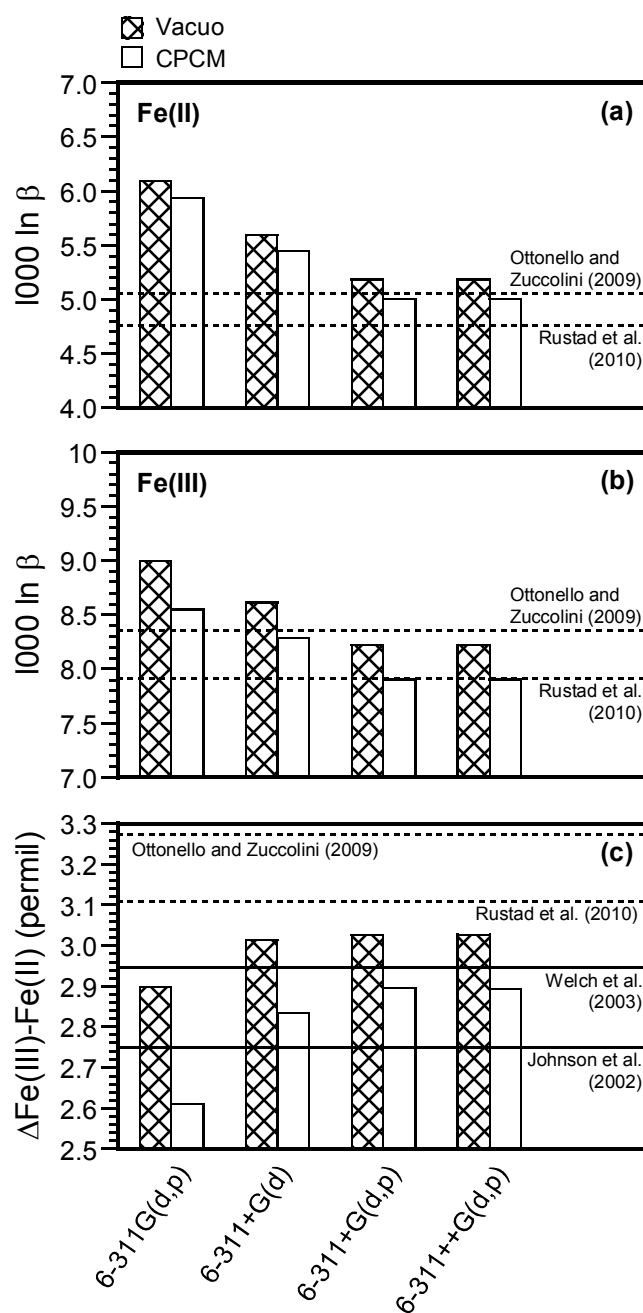 Vacuo
CPCM
Fe(II)
(a)
7.0
6.5
6.0
5.5
5.0
4.5
4.0
I000 ln β
Ottonello and
Zuccolini (2009)
Rustad et al.
(2010)
Fe(III)
(b)
10
9.5
9.0
8.5
8.0
7.5
7.0
I000 ln β
Ottonello and
Zuccolini (2009)
Rustad et al.
(2010)
(c)
3.3
3.2
3.1
3.0
2.9
2.8
2.7
2.6
2.5
ΔFe(III)-Fe(II) (permil)
Ottonello and Zuccolini (2009)
Rustad et al. (2010)
Welch et al.
(2003)
Johnson et al.
(2002)
6-311G(d,p)
6-311+G(d)
6-311+G(d,p)
6-311++G(d,p)